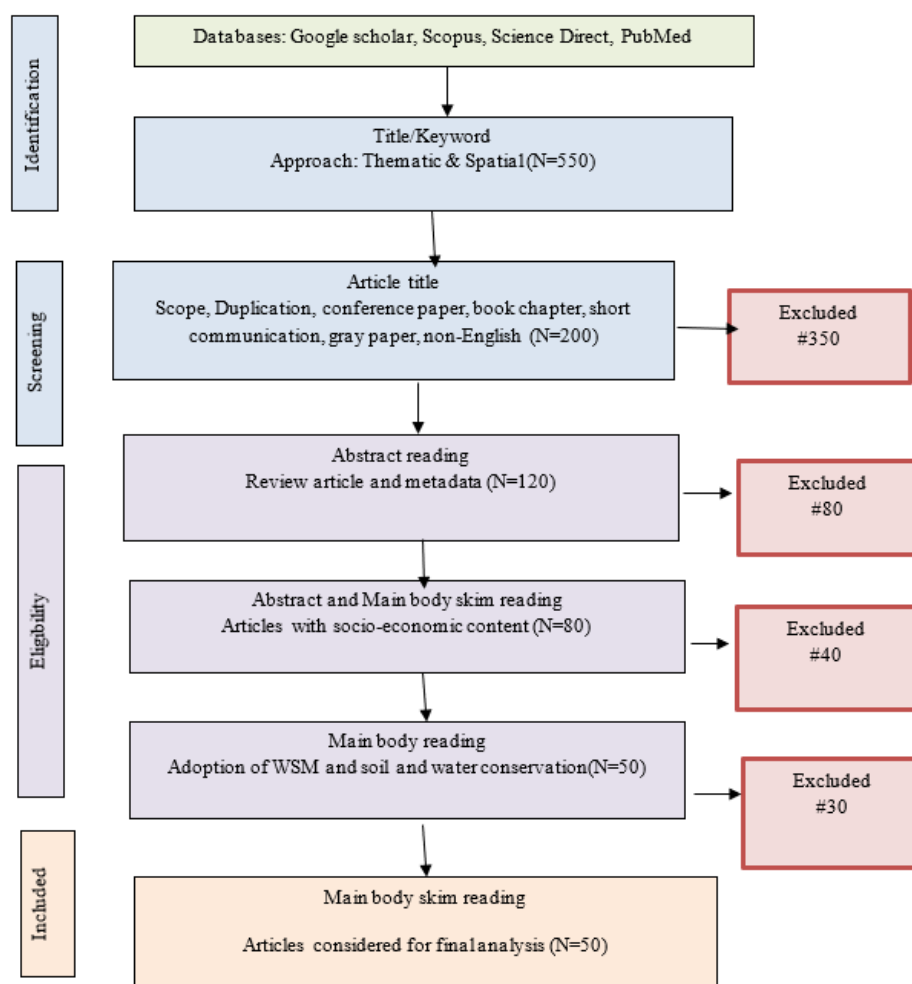 Databases: Google scholar, Scopus, Science Direct, PubMed
Identification
Title/Keyword
Approach: Thematic & Spatial(N=550)
Screening
Article title
Scope, Duplication, conference paper, book chapter, short
communication, gray paper, non-English (N=200)
Excluded
#350
Eligibility
Abstract reading
Review article and metadata (N=120)
Excluded
#80
Abstract and Main body skim reading
Articles with socio-economic content (N=80)
Excluded
#40
Main body reading
Adoption of WSM and soil and water conservation(N=50)
Excluded
#30
Included
Main body skim reading
Articles considered for final analysis (N=50)